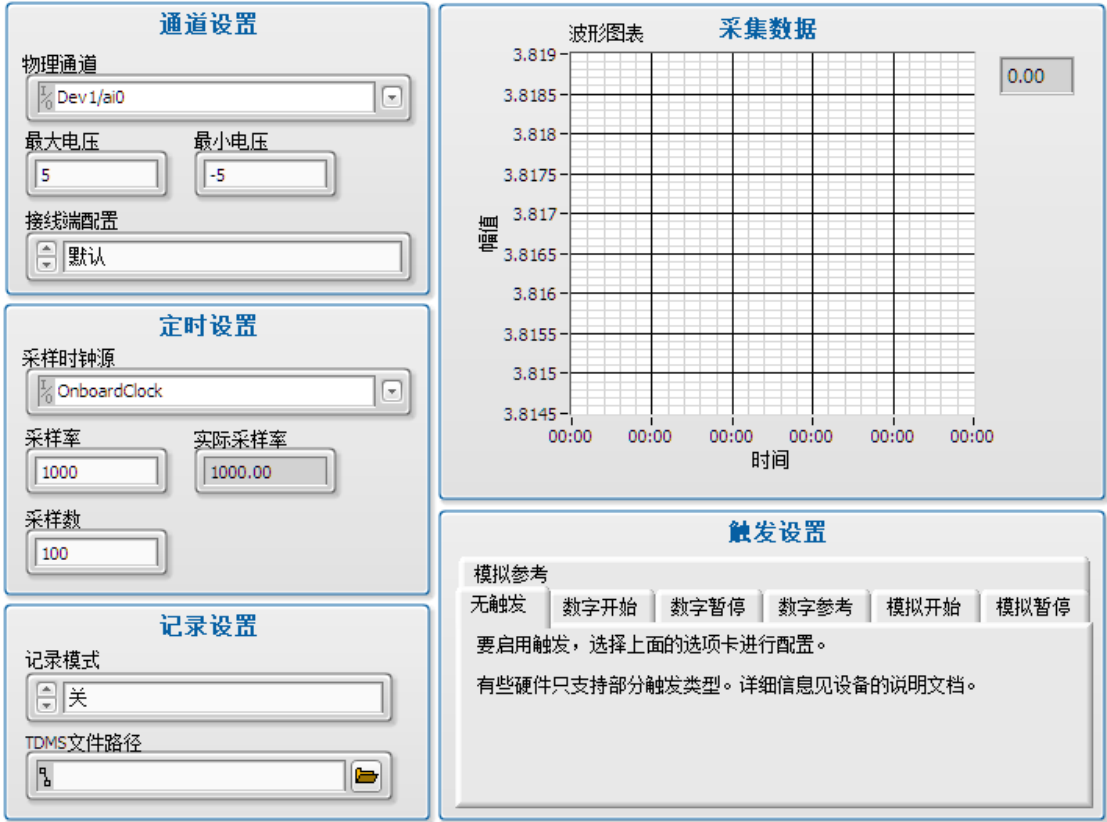 通道设置
物理通道
Dev1/ai0
最大电压
最小电压
5
-5
接线端配置
默认
定时设置
采样时钟源
OnboardClock
采样率
实际采样率
1000
1000.00
采样数
100
记录设置
记录模式
关
TDMS文件路径
采集数据
波形图表
0.00
3.819
3.8185
3.818
3.8175
3.817
3.8165
3.816
3.8155
3.815
3.8145
幅值
00:00 00:00 00:00 00:00 00:00 00:00
时间
触发设置
模拟参考
无触发 数字开始 数字暂停 数字参考 模拟开始 模拟暂停
要启用触发，选择上面的选项卡进行配置。
有些硬件只支持部分触发类型。详细信息见设备的说明文档。